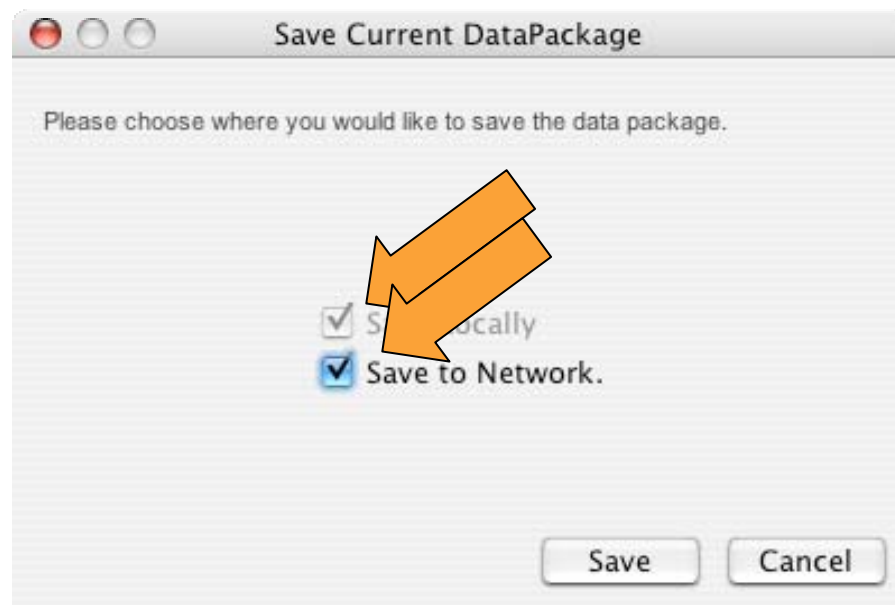 Save Current DataPackage
Please choose where you would like to save the data package.
S ocally
Save to Network.
Save Cancel